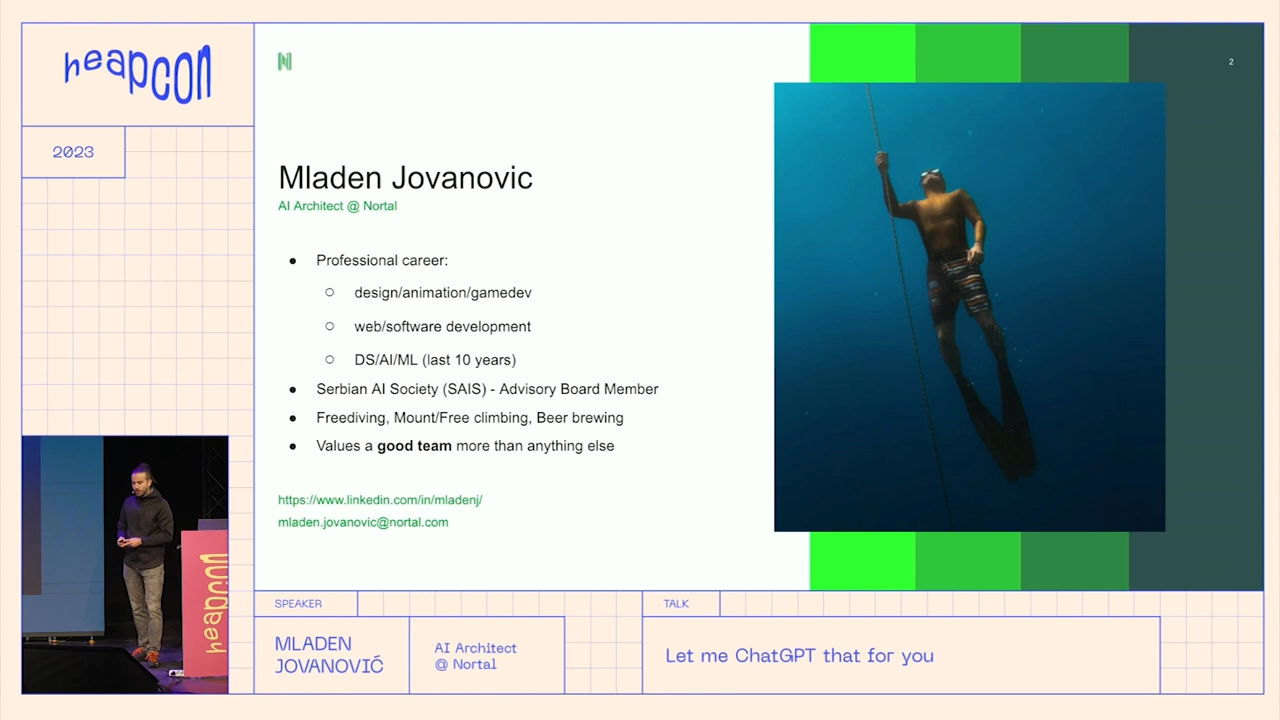 heapcon
2023
N
2
Mladen Jovanovic
AI Architect @ Nortal
● Professional career:
○ design/animation/gamedev
○ web/software development
○ DS/AI/ML (last 10 years)
● Serbian AI Society (SAIS) - Advisory Board Member
● Freediving, Mount/Free climbing, Beer brewing
● Values a good team more than anything else
https://www.linkedin.com/in/mladenj/
mladen.jovanovic@nortal.com
heapcon
SPEAKER
MLADEN
JOVANOVIĆ
AI Architect
@ Nortal
TALK
Let me ChatGPT that for you